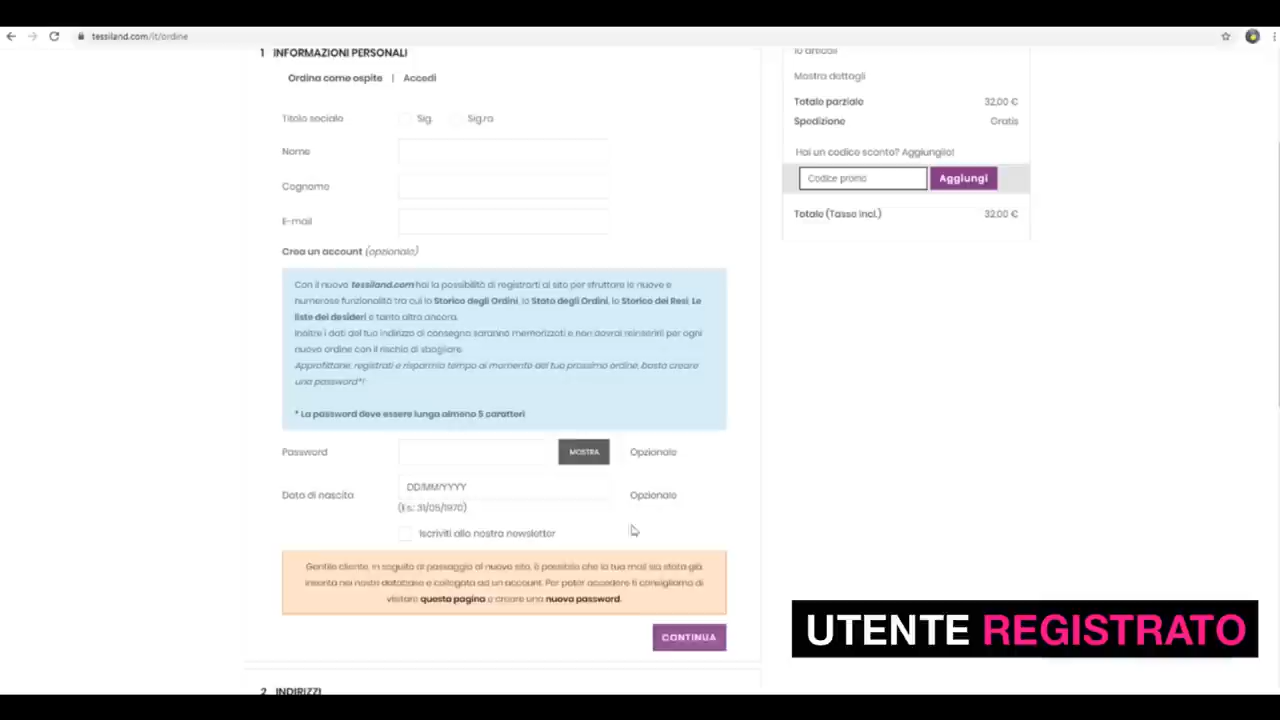 tessiland.com/it/ordine
1 INFORMAZIONI PERSONALI
Ordina come ospite | Accedi
Titolo sociale Sig. Sig.ra
Nome
Cognome
E-mail
Crea un account (opzionale)
Con il nuovo tessiland.com hai la possibilità di registrarti al sito per sfruttare le nuove e
numerose funzionalità tra cui lo Storico degli Ordini, lo Stato degli Ordini, lo Storico dei Resi, Le
liste dei desideri e tanto altro ancora.
Inoltre i dati del tuo indirizzo di consegna saranno memorizzati e non dovrai reinserirli per ogni
nuovo ordine con il rischio di sbagliare.
Approfittane, registrati e risparmia tempo al momento del tuo prossimo ordine, basta creare
una password*!
* La password deve essere lunga almeno 5 caratteri
Password MOSTRA Opzionale
Data di nascita DD/MM/YYYY Opzionale
(Es.: 31/05/1970)
Iscriviti alla nostra newsletter
Gentile cliente, in seguito al passaggio al nuovo sito, è possibile che la tua mail sia stata già
inserita nei nostri database e collegata ad un account. Per poter accedere ti consigliamo di
visitare questa pagina e creare una nuova password.
CONTINUA
2 INDIRIZZI
10 articoli
Mostra dettagli
Totale parziale 32,00 €
Spedizione Gratis
Hai un codice sconto? Aggiungilo!
Codice promo Aggiungi
Totale (Tasse incl.) 32,00 €
UTENTE REGISTRATO